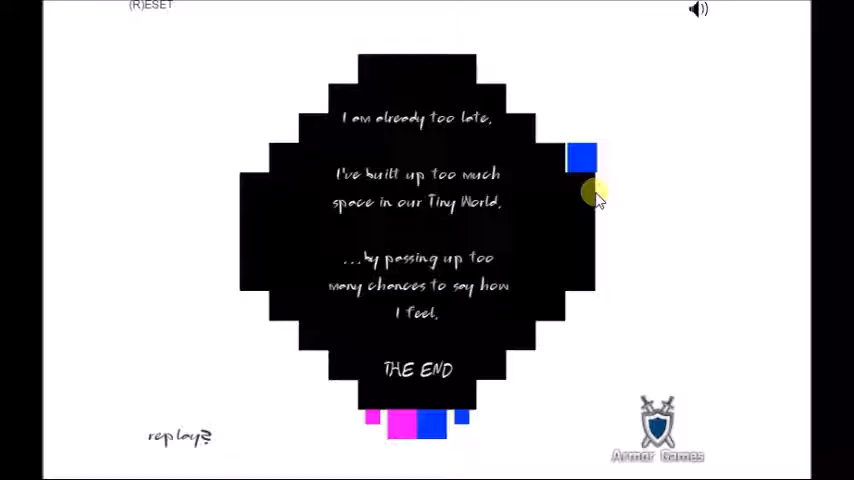 (R)ESET
I am already too late.
I've built up too much
space in our Tiny World.
...by passing up too
many chances to say how
I feel.
THE END
replay?
Armor Games